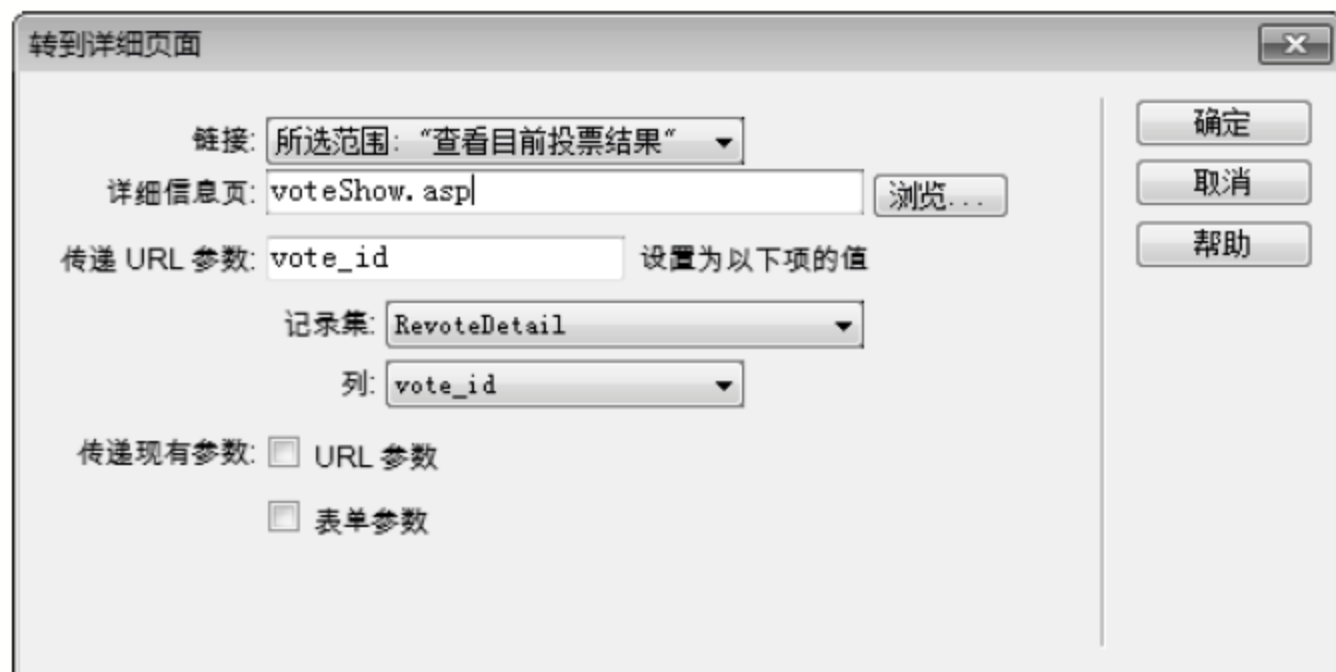 转到详细页面
链接: 所选范围: “查看目前投票结果” 确定
详细信息页: voteShow.asp 浏览... 取消
传递 URL 参数: vote_id 设置为以下项的值 帮助
记录集: RevoteDetail
列: vote_id
传递现有参数: URL 参数
表单参数